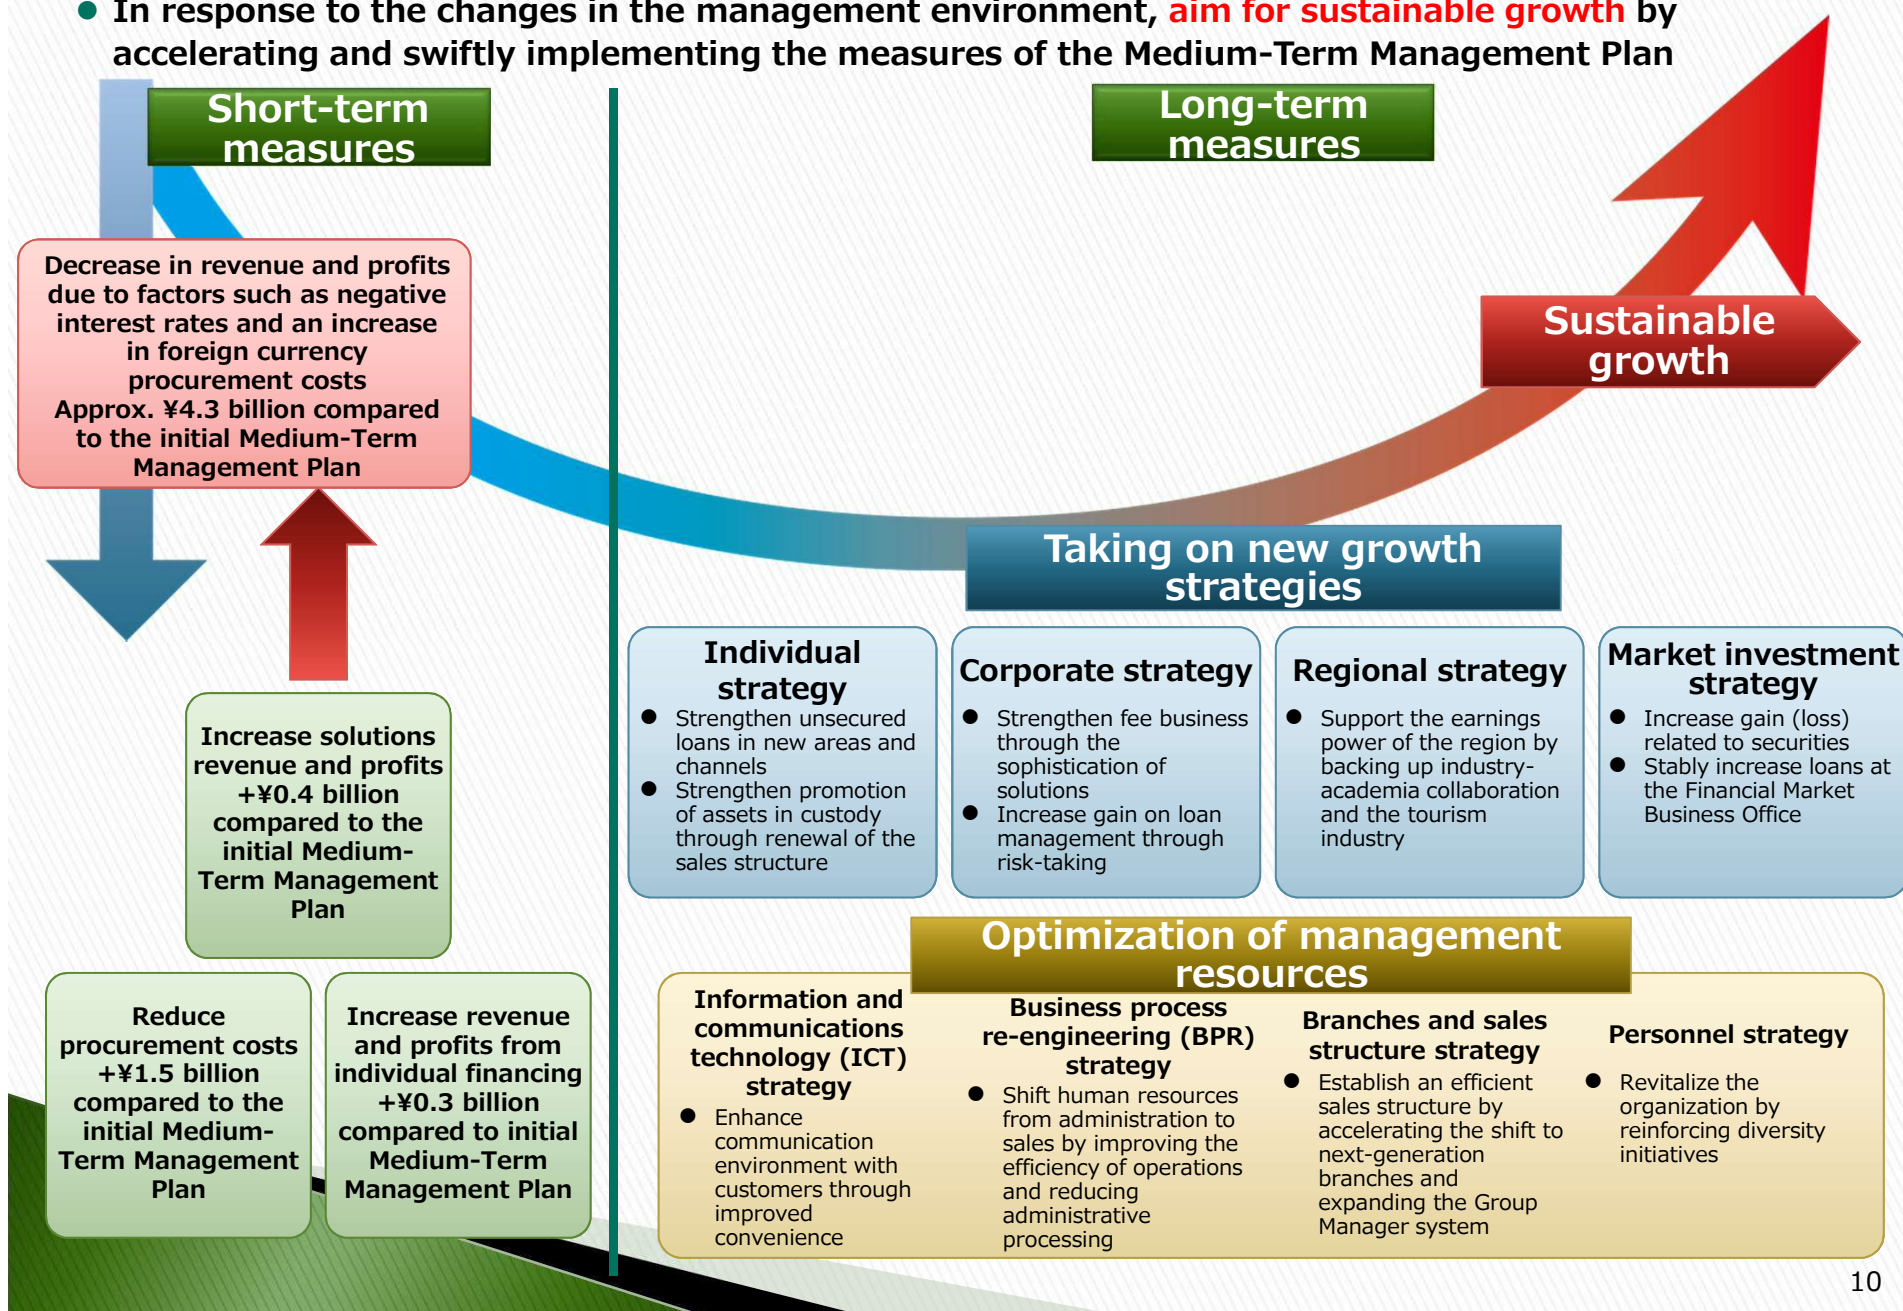 ● In response to the changes in the management environment, aim for sustainable growth by
accelerating and swiftly implementing the measures of the Medium-Term Management Plan
Short-term
measures
Long-term
measures
Decrease in revenue and profits
due to factors such as negative
interest rates and an increase
in foreign currency
procurement costs
Approx. ¥4.3 billion compared
to the initial Medium-Term
Management Plan
Sustainable
growth
Increase solutions
revenue and profits
+¥0.4 billion
compared to the
initial Medium-
Term Management
Plan
Reduce
procurement costs
+¥1.5 billion
compared to the
initial Medium-
Term Management
Plan
Increase revenue
and profits from
individual financing
+¥0.3 billion
compared to initial
Medium-Term
Management Plan
Taking on new growth
strategies
Individual
strategy
● Strengthen unsecured
loans in new areas and
channels
● Strengthen promotion
of assets in custody
through renewal of the
sales structure
Corporate strategy
● Strengthen fee business
through the
sophistication of
solutions
● Increase gain on loan
management through
risk-taking
Regional strategy
● Support the earnings
power of the region by
backing up industry-
academia collaboration
and the tourism
industry
Market investment
strategy
● Increase gain (loss)
related to securities
● Stably increase loans at
the Financial Market
Business Office
Optimization of management
resources
Information and
communications
technology (ICT)
strategy
● Enhance
communication
environment with
customers through
improved
convenience
Business process
re-engineering (BPR)
strategy
● Shift human resources
from administration to
sales by improving the
efficiency of operations
and reducing
administrative
processing
Branches and sales
structure strategy
● Establish an efficient
sales structure by
accelerating the shift to
next-generation
branches and
expanding the Group
Manager system
Personnel strategy
● Revitalize the
organization by
reinforcing diversity
initiatives
10